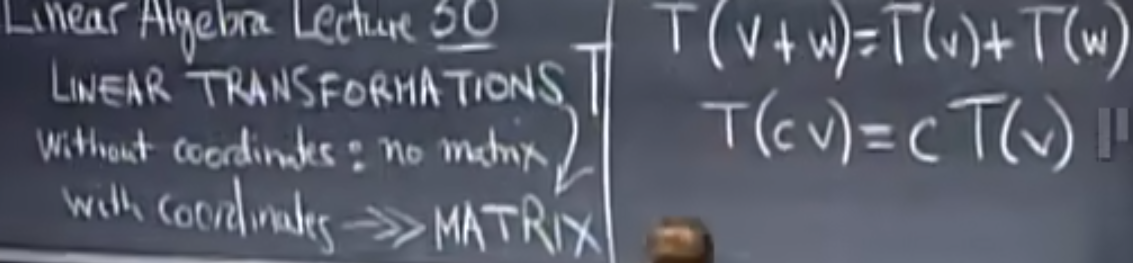 Linear Algebra Lecture 30
LINEAR TRANSFORMATIONS T
Without coordinates : no matrix
with coordinates ⟶≫ MATRIX
T(v+w)=T(v)+T(w)
T(cv)=cT(v)